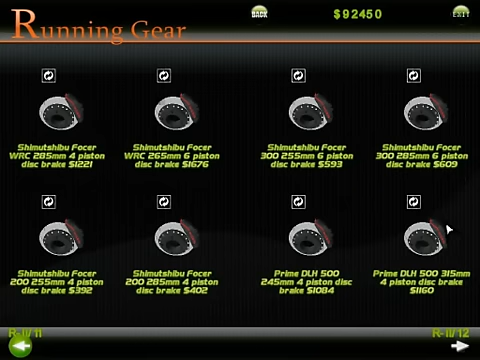 Running Gear
BACK
$92450
EXIT
Shimutshibu Focer
WRC 285mm 4 piston
disc brake $1221
Shimutshibu Focer
WRC 265mm 6 piston
disc brake $1676
Shimutshibu Focer
300 255mm 6 piston
disc brake $593
Shimutshibu Focer
300 285mm 6 piston
disc brake $609
Shimutshibu Focer
200 255mm 4 piston
disc brake $392
Shimutshibu Focer
200 285mm 4 piston
disc brake $402
Prime DLH 500
245mm 4 piston disc
brake $1084
Prime DLH 500 315mm
4 piston disc brake
$1160
R-II/11
R-II/12